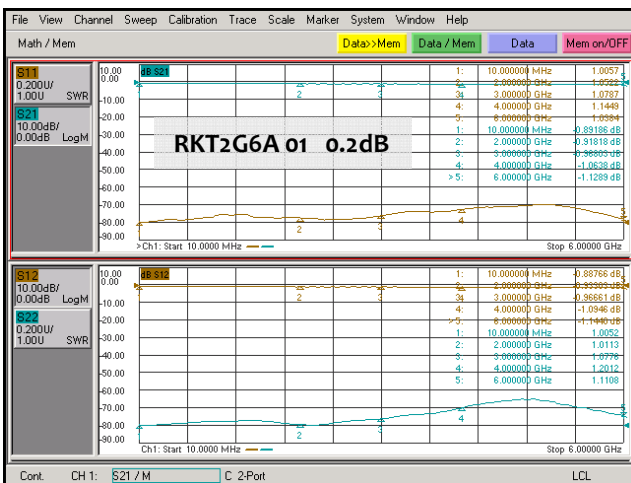 File View Channel Sweep Calibration Trace Scale Marker System Window Help
Math / Mem Data>>Mem Data / Mem Data Mem on/OFF
S11
0.200U/
1.00U SWR
S21
10.00dB/
0.00dB LogM
10.00
dB S21
-10.00
-20.00
-30.00
-40.00
-50.00
-60.00
-80.00
-90.00
RKT2G6A 01 0.2dB
1: 10.000000 MHz 1.0057
3.000000 GHz 1.0787
4: 4.000000 GHz 1.1449
1: 10.000000 MHz -0.89186 dB
2: 2.000000 GHz -0.91818 dB
4: 4.000000 GHz -1.0638 dB
>5: 6.000000 GHz -1.1289 dB
2 3 4
2 3 4
>Ch1: Start 10.0000 MHz Stop 6.00000 GHz
S12
10.00dB/
0.00dB LogM
S22
0.200U/
1.00U SWR
10.00
dB S12
-10.00
-30.00
-40.00
-50.00
-60.00
-70.00
-80.00
-90.00
1: 10.000000 MHz -0.88766 dB
3.000000 GHz -0.96661 dB
4: 4.000000 GHz -1.0946 dB
1: 10.000000 MHz 1.0052
2: 2.000000 GHz 1.0113
4: 4.000000 GHz 1.2012
5: 6.000000 GHz 1.1108
2 3
2 4
Ch1: Start 10.0000 MHz Stop 6.00000 GHz
Cont. CH 1: S21 / M C 2-Port LCL